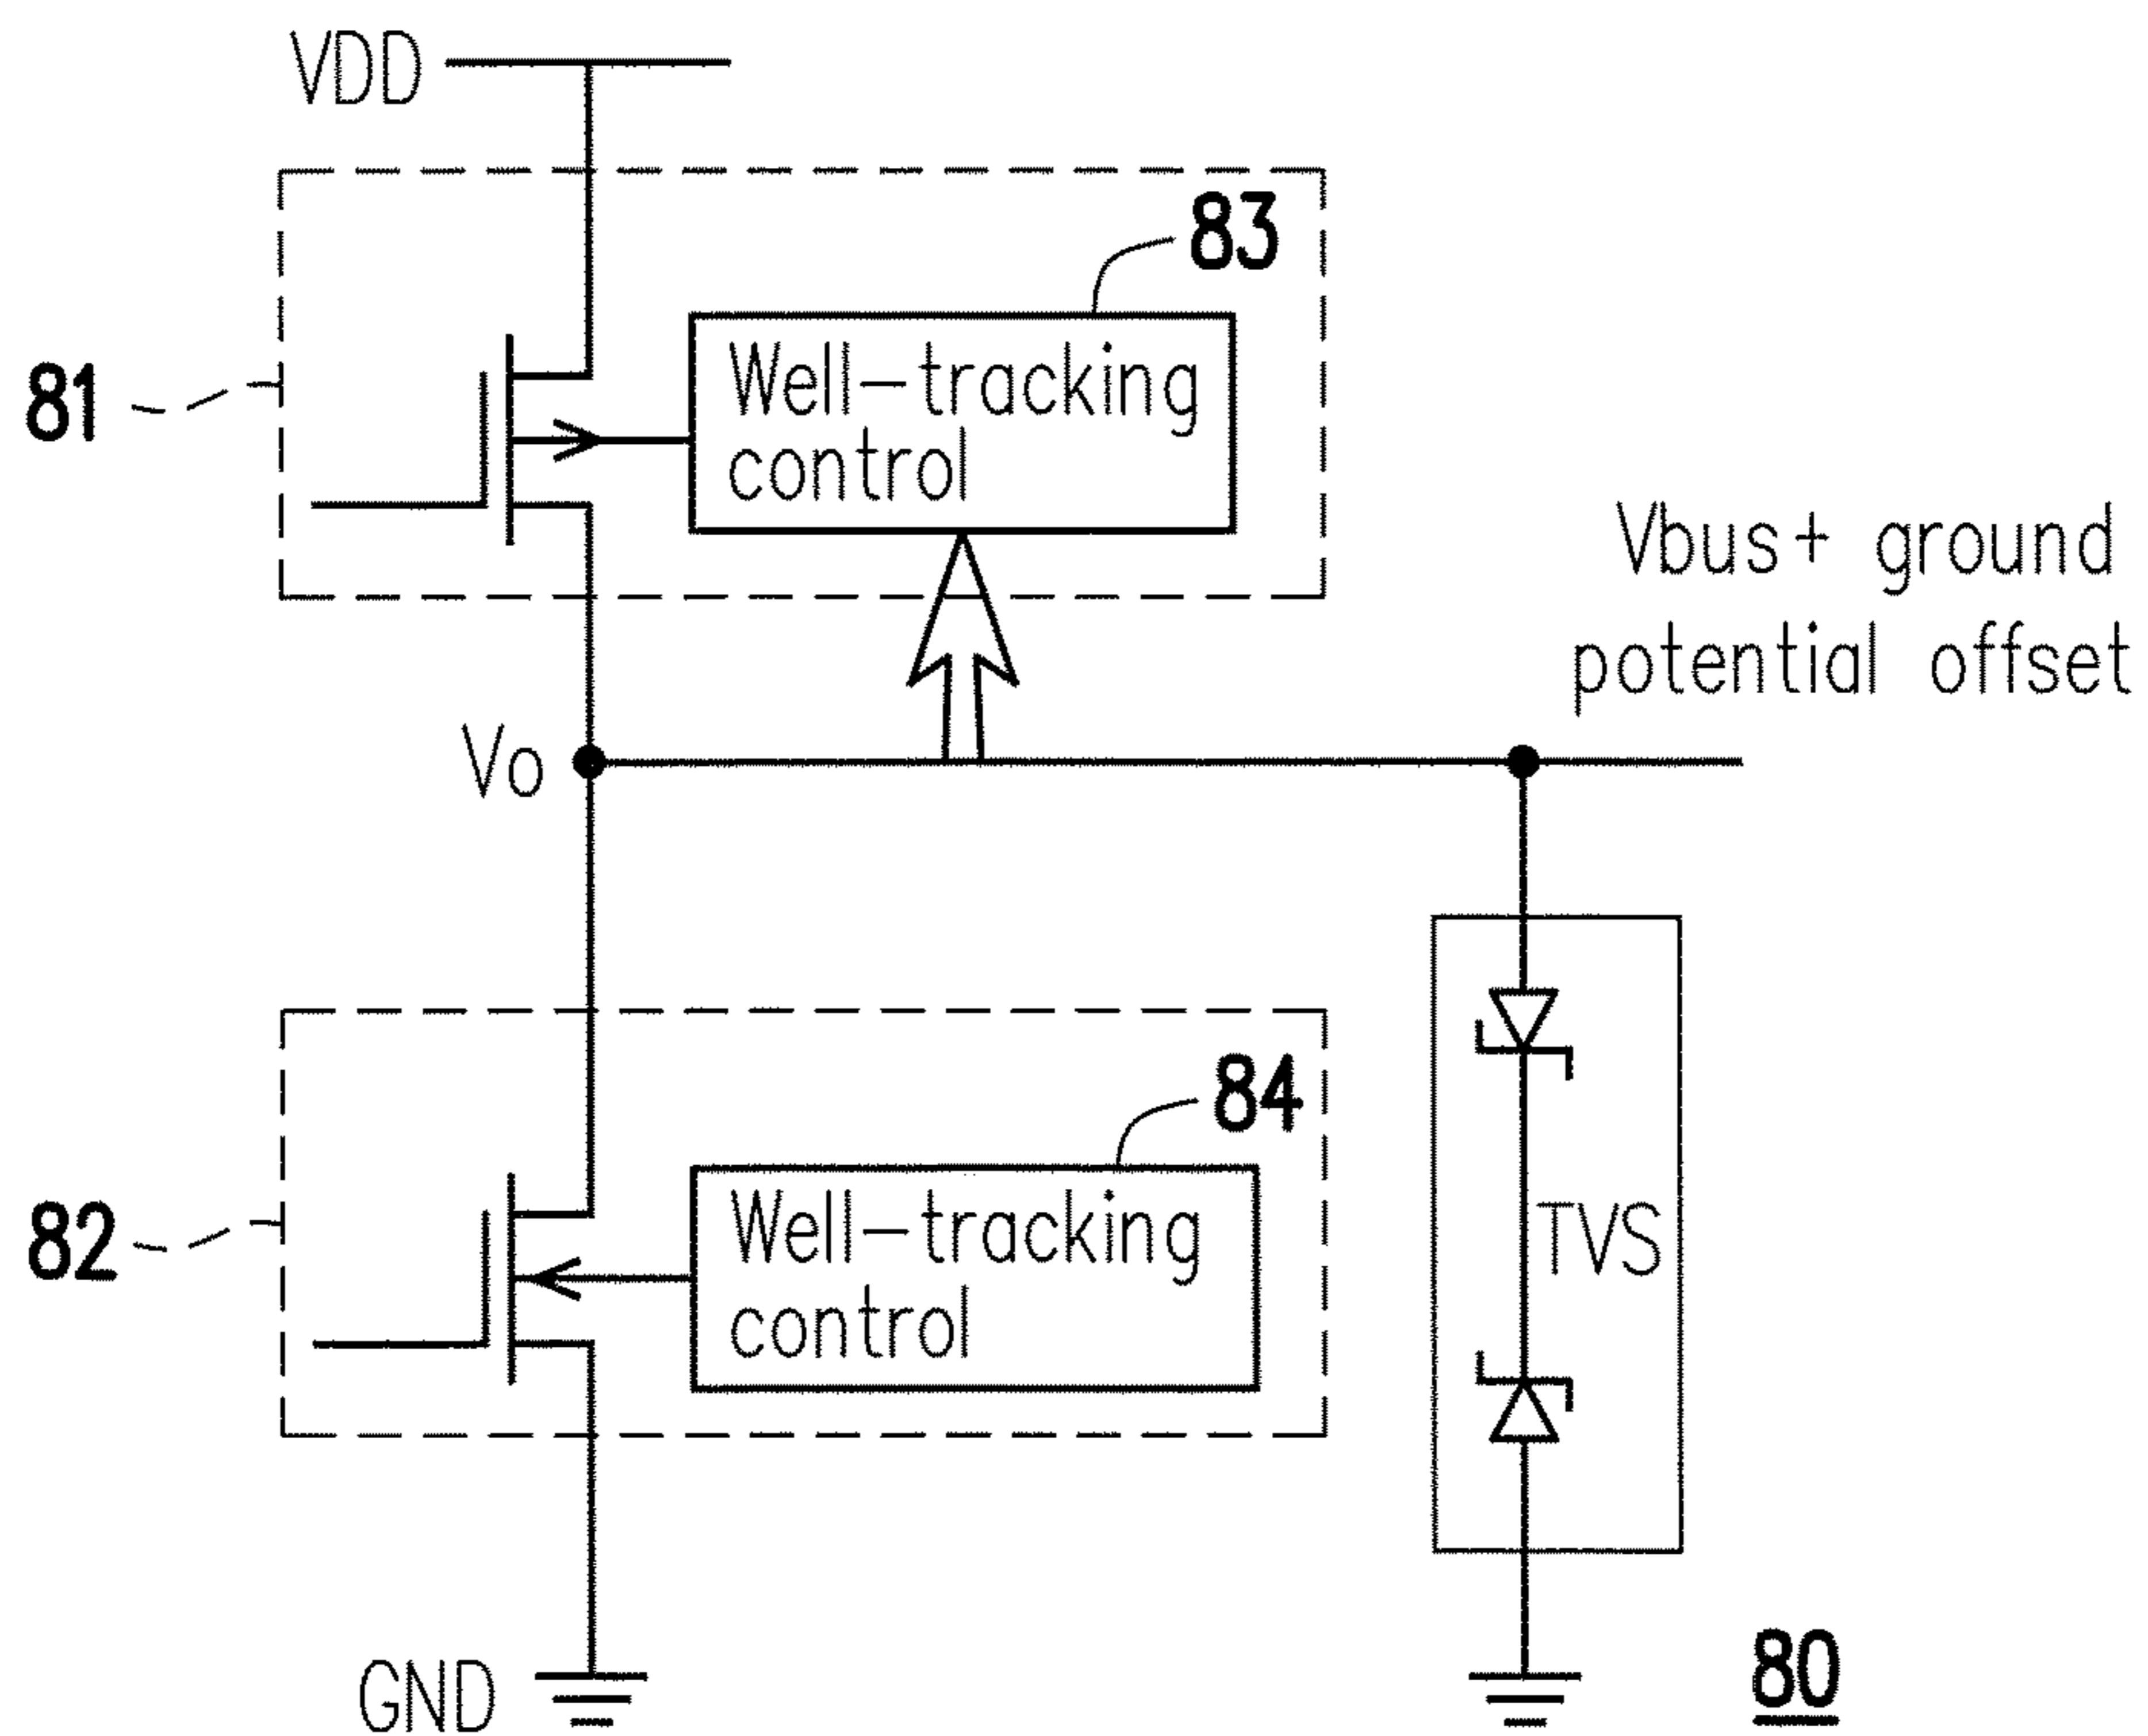 VDD
83
Well-tracking
control
81
Vbus+ ground
potential offset
Vo
84
Well-tracking
control
82
TVS
GND
80